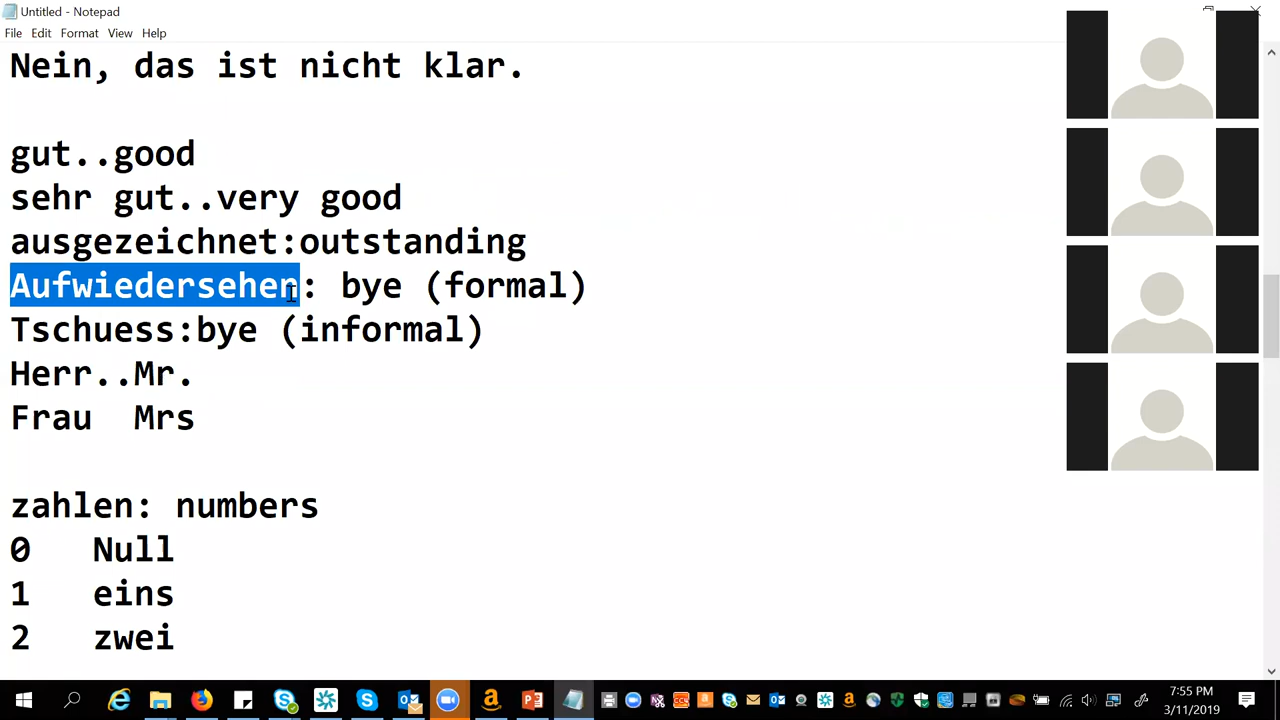 Untitled - Notepad
File Edit Format View Help
Nein, das ist nicht klar.
gut..good
sehr gut..very good
ausgezeichnet:outstanding
Aufwiedersehen: bye (formal)
Tschuess:bye (informal)
Herr..Mr.
Frau  Mrs
zahlen: numbers
0   Null
1   eins
2   zwei
7:55 PM
3/11/2019